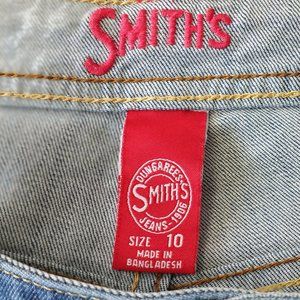 SMITH'S
DUNGAREES
SMITH'S
JEANS-1906
SIZE 10
MADE IN
BANGLADESH